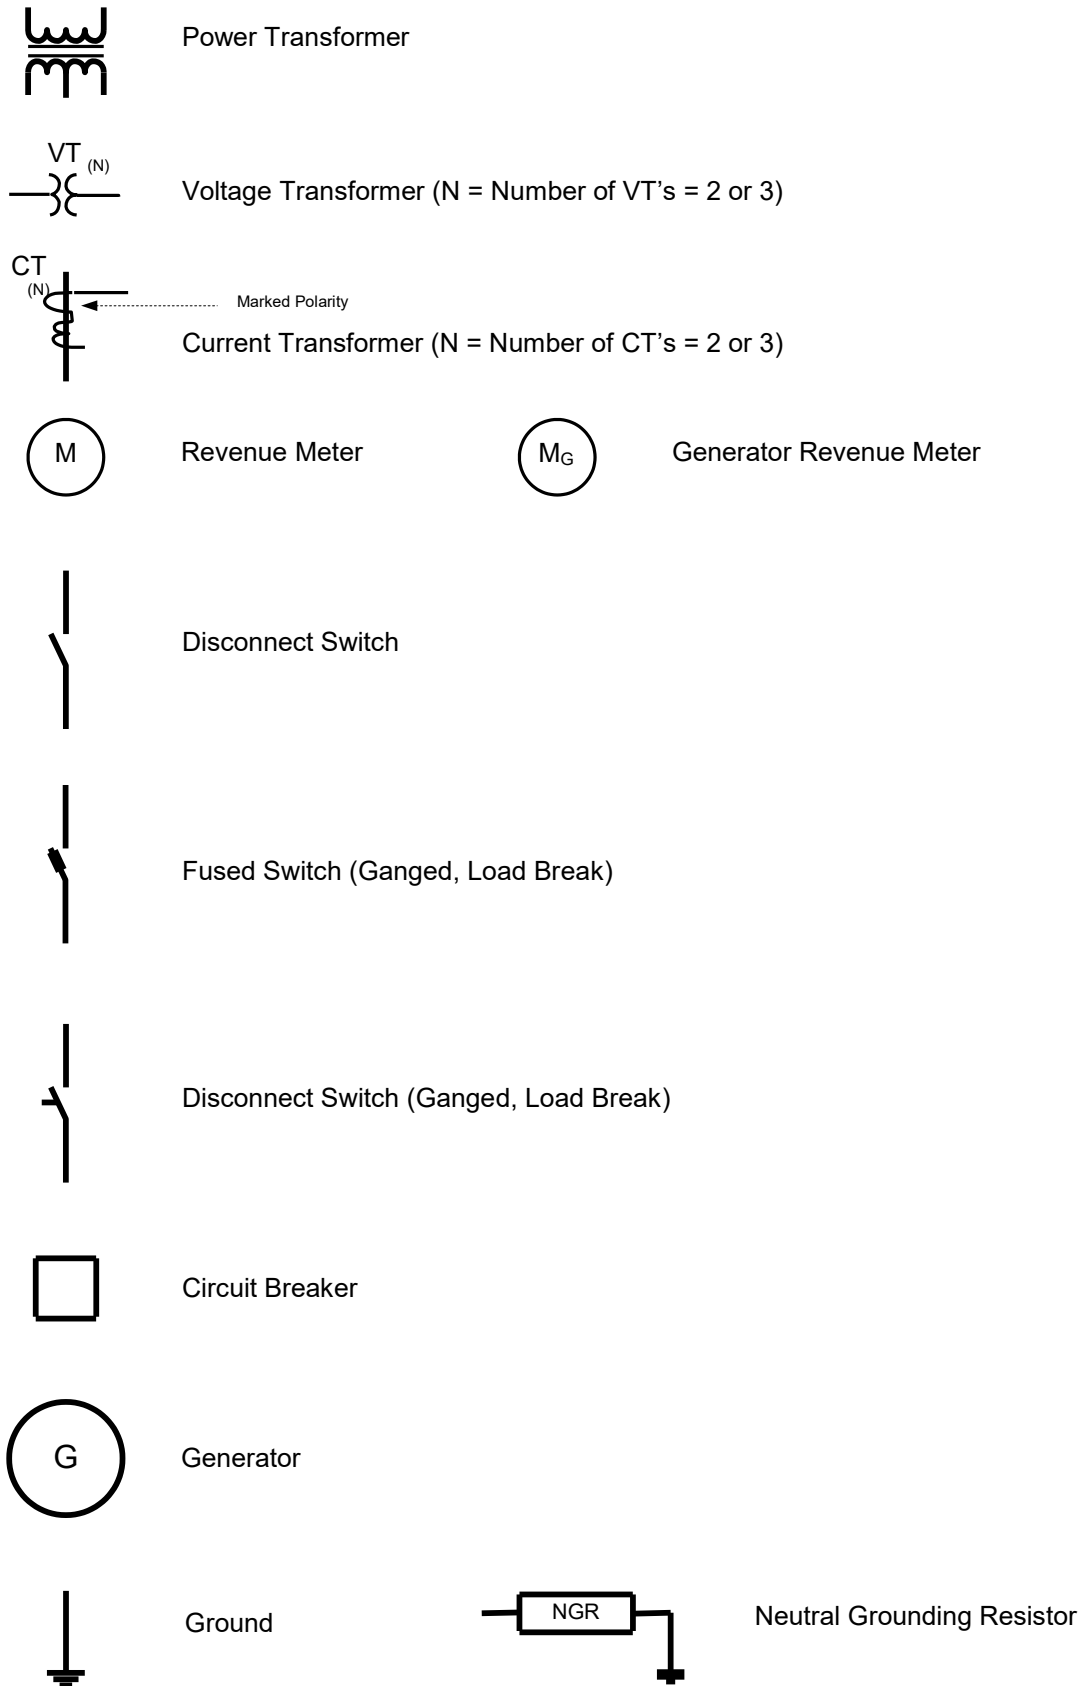 Power Transformer
VT (N)
Voltage Transformer (N = Number of VT’s = 2 or 3)
CT
(N)
Marked Polarity
Current Transformer (N = Number of CT’s = 2 or 3)
M
Revenue Meter
MG
Generator Revenue Meter
Disconnect Switch
Fused Switch (Ganged, Load Break)
Disconnect Switch (Ganged, Load Break)
Circuit Breaker
G
Generator
Ground
NGR
Neutral Grounding Resistor